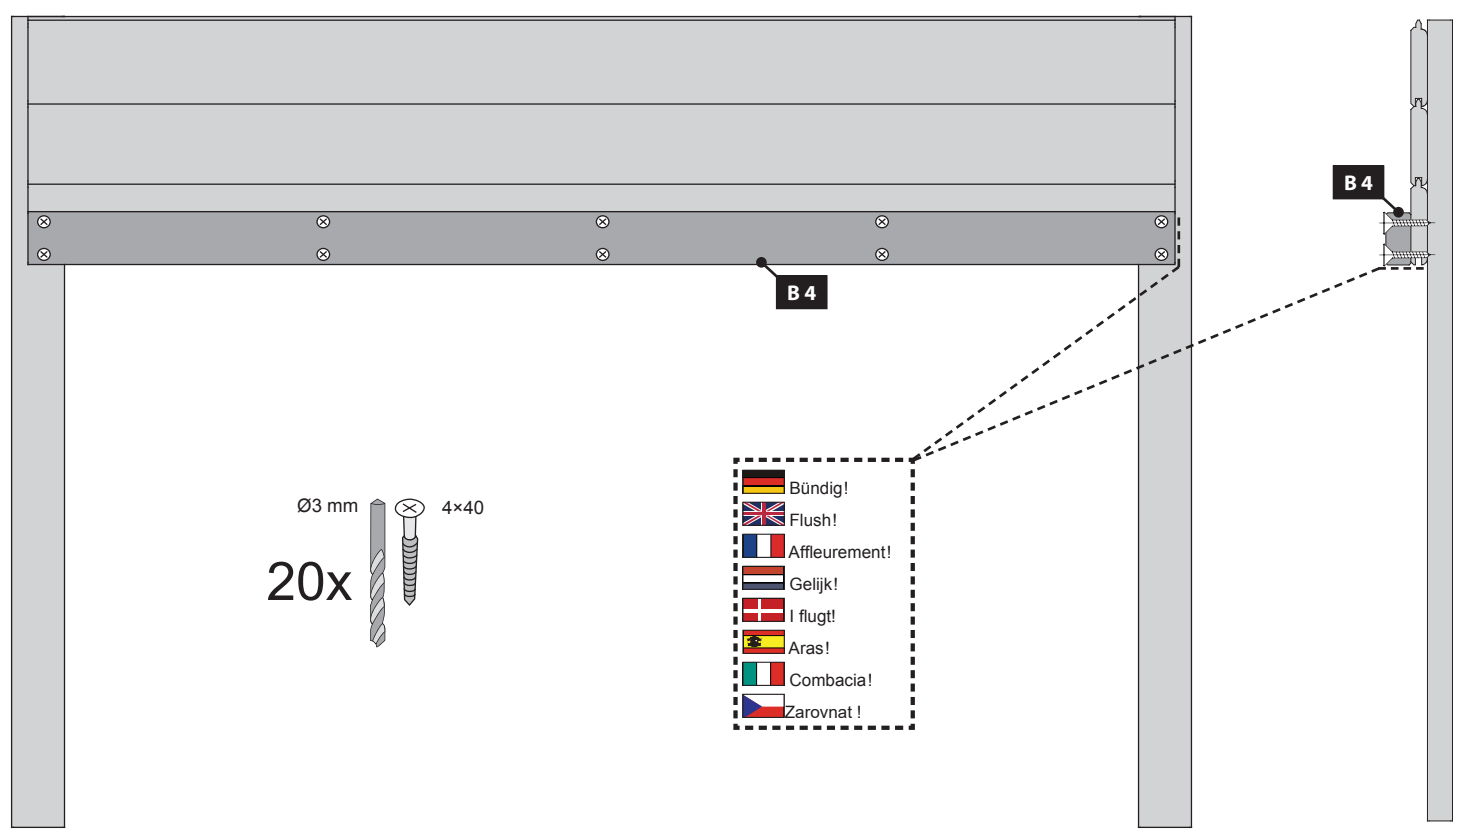 B 4
B 4
Ø3 mm
4×40
20x
Bündig!
Flush!
Affleurement!
Gelijk!
I flugt!
Aras!
Combacia!
Zarovnat !